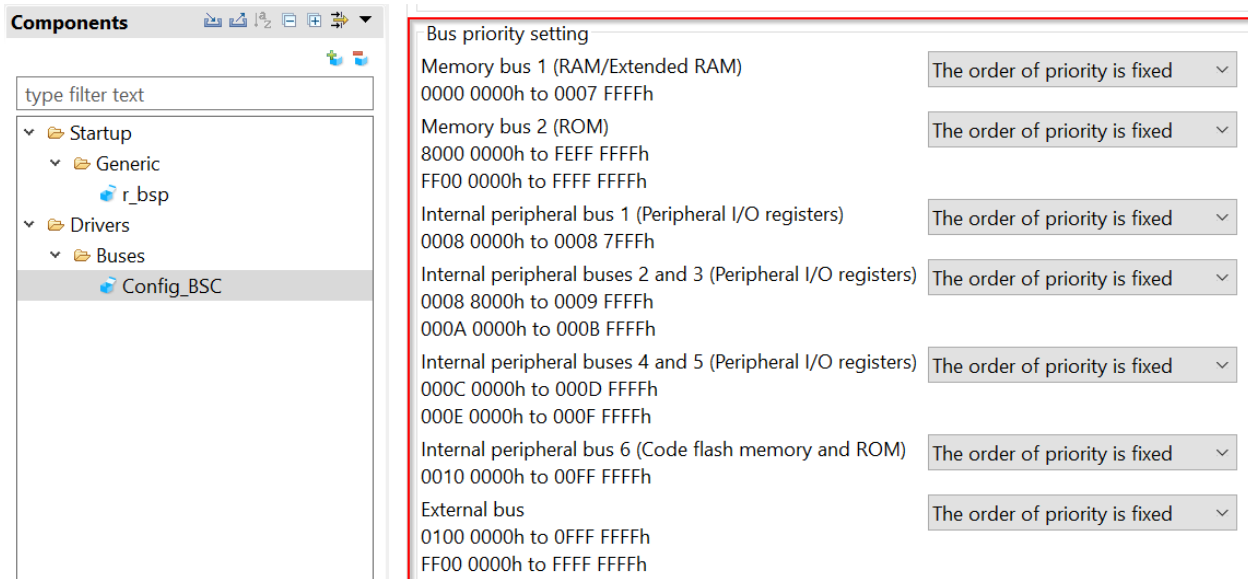 Components
type filter text
Startup
Generic
r_bsp
Drivers
Buses
Config_BSC
Bus priority setting
Memory bus 1 (RAM/Extended RAM)
The order of priority is fixed
0000 0000h to 0007 FFFFh
Memory bus 2 (ROM)
The order of priority is fixed
8000 0000h to FEFF FFFFh
FF00 0000h to FFFF FFFFh
Internal peripheral bus 1 (Peripheral I/O registers)
The order of priority is fixed
0008 0000h to 0008 7FFFh
Internal peripheral buses 2 and 3 (Peripheral I/O registers)
The order of priority is fixed
0008 8000h to 0009 FFFFh
000A 0000h to 000B FFFFh
Internal peripheral buses 4 and 5 (Peripheral I/O registers)
The order of priority is fixed
000C 0000h to 000D FFFFh
000E 0000h to 000F FFFFh
Internal peripheral bus 6 (Code flash memory and ROM)
The order of priority is fixed
0010 0000h to 00FF FFFFh
External bus
The order of priority is fixed
0100 0000h to 0FFF FFFFh
FF00 0000h to FFFF FFFFh